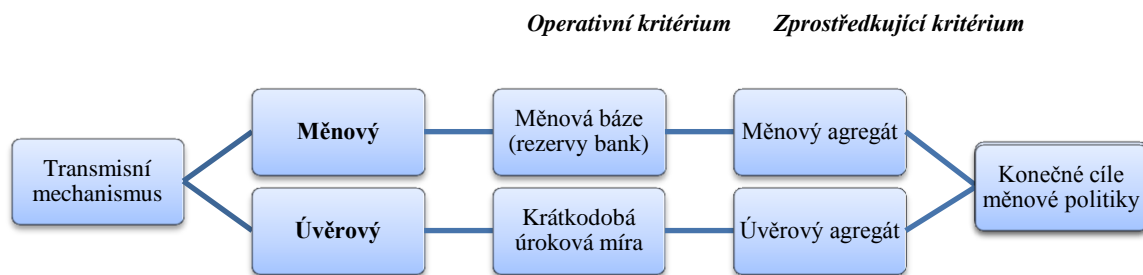 Operativní kritérium Zprostředkující kritérium
Transmisní
mechanismus
Měnový
Měnová báze
(rezervy bank)
Měnový agregát
Úvěrový
Krátkodobá
úroková míra
Úvěrový agregát
Konečné cíle
měnové politiky